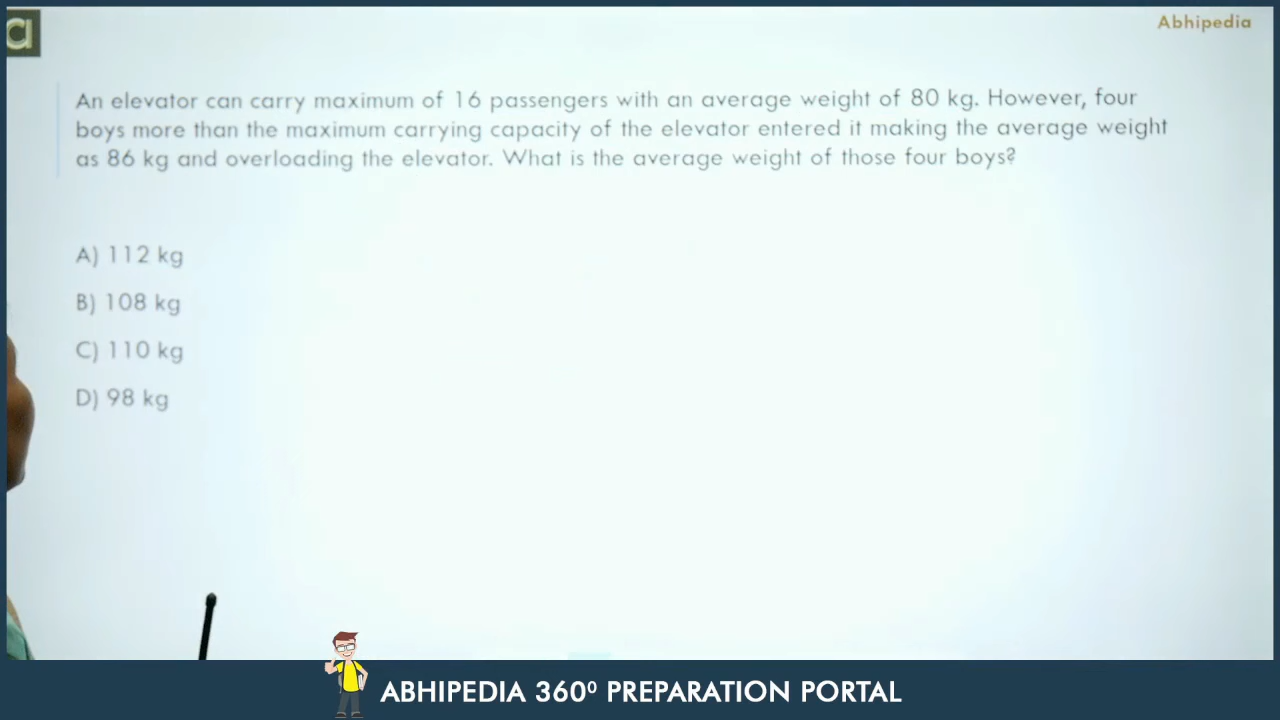 a
Abhipedia
An elevator can carry maximum of 16 passengers with an average weight of 80 kg. However, four
boys more than the maximum carrying capacity of the elevator entered it making the average weight
as 86 kg and overloading the elevator. What is the average weight of those four boys?
A) 112 kg
B) 108 kg
C) 110 kg
D) 98 kg
ABHIPEDIA 360⁰ PREPARATION PORTAL